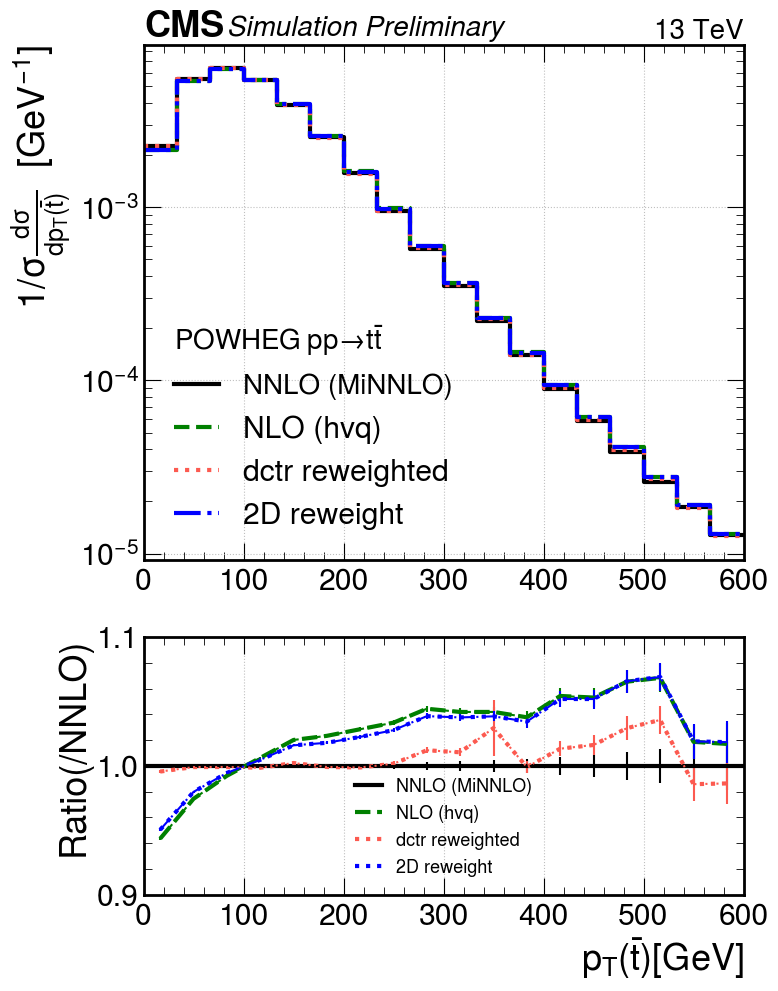 CMS Simulation Preliminary 13 TeV
1/σ dσ/dp_T(t̄) [GeV⁻¹]
10⁻³
10⁻⁴
10⁻⁵
POWHEG pp→tt̄
NNLO (MiNNLO)
NLO (hvq)
dctr reweighted
2D reweight
0 100 200 300 400 500 600
Ratio(/NNLO)
1.1
1.0
0.9
NNLO (MiNNLO)
NLO (hvq)
dctr reweighted
2D reweight
0 100 200 300 400 500 600
p_T(t̄)[GeV]